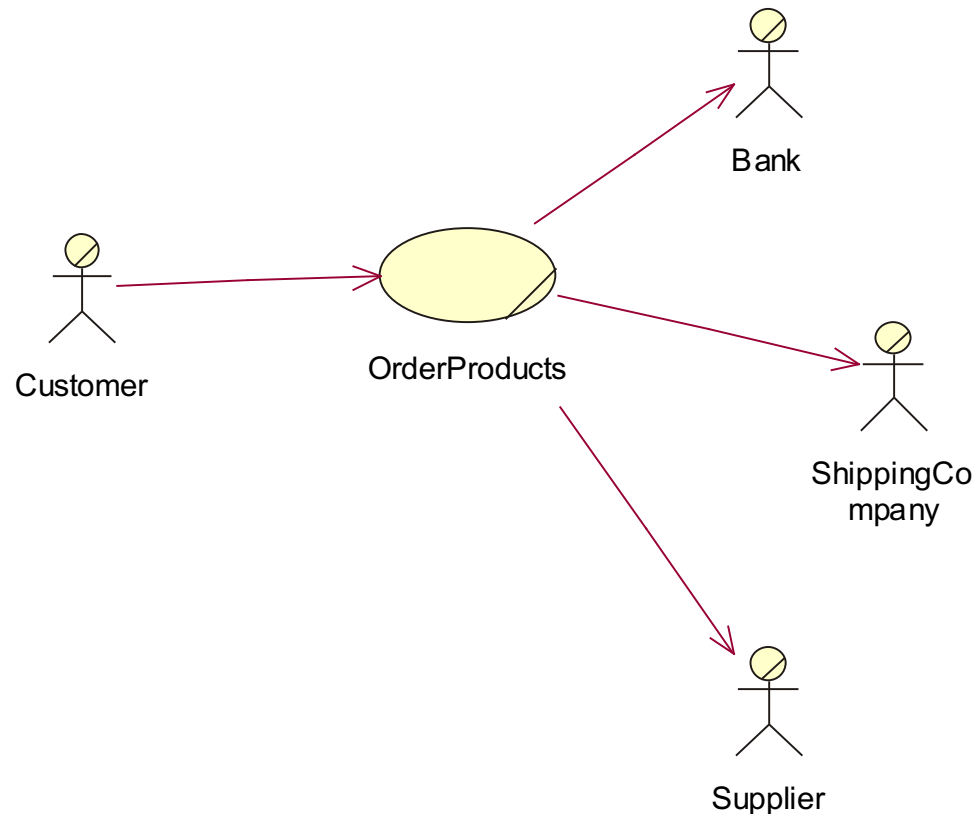 Bank
Customer
OrderProducts
ShippingCo
mpany
Supplier